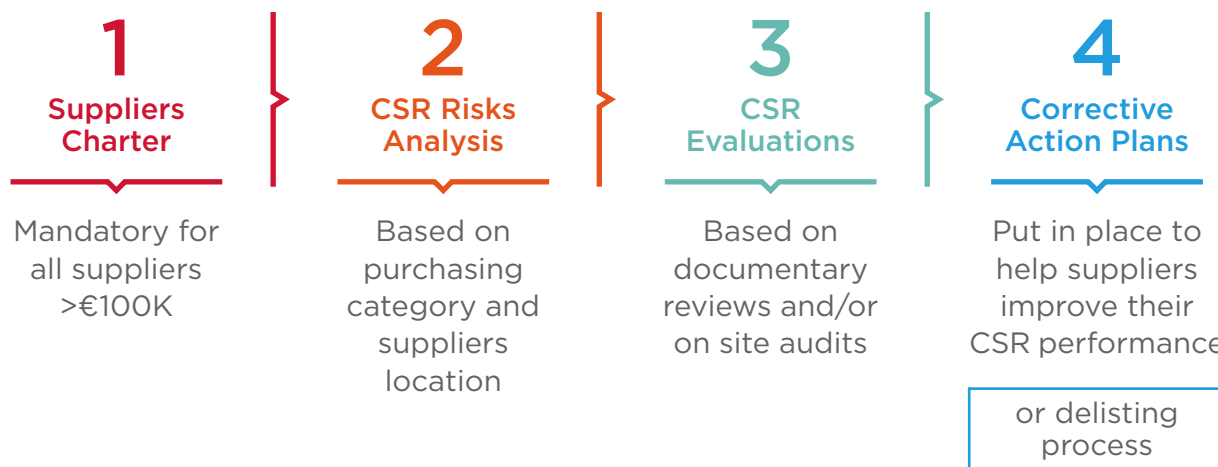 1
Suppliers
Charter
Mandatory for
all suppliers
>€100K
2
CSR Risks
Analysis
Based on
purchasing
category and
suppliers
location
3
CSR
Evaluations
Based on
documentary
reviews and/or
on site audits
4
Corrective
Action Plans
Put in place to
help suppliers
improve their
CSR performance
or delisting
process